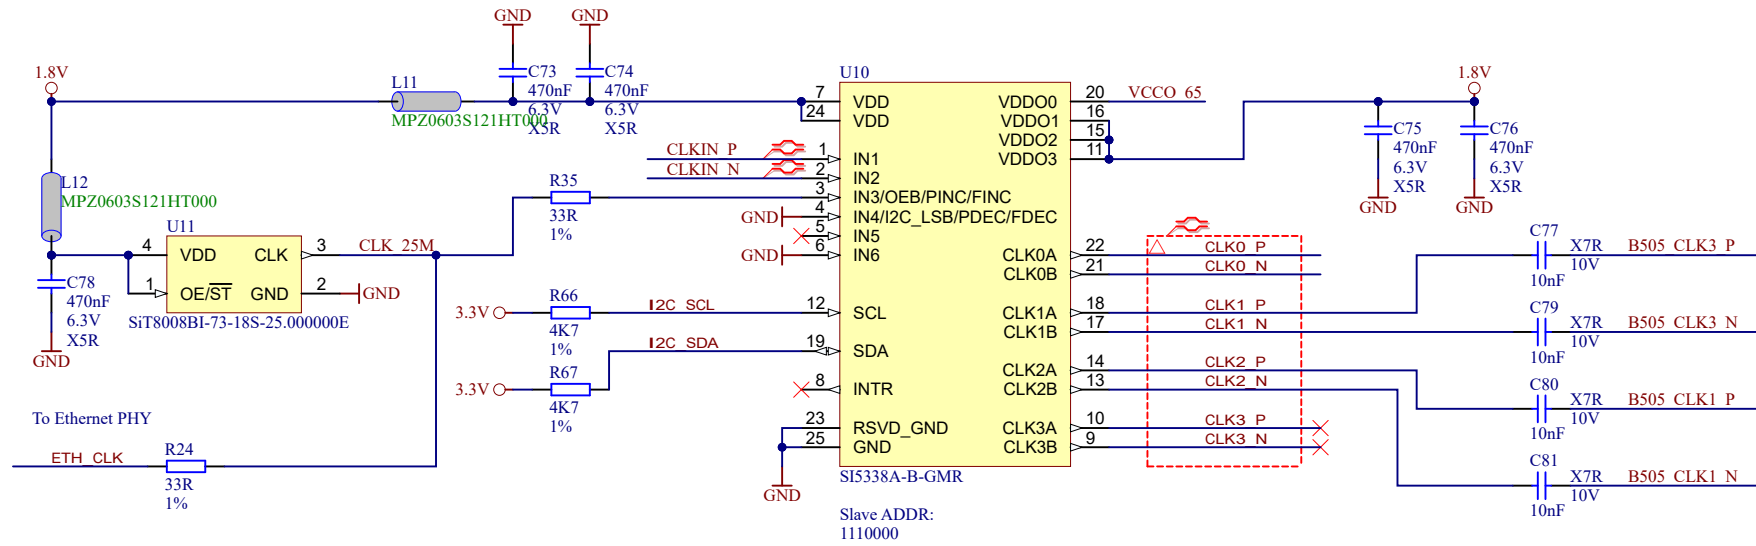 GND
GND
1.8V
L11
MPZ0603S121HT000
C73
470nF
6.3V
X5R
C74
470nF
6.3V
X5R
L12
MPZ0603S121HT000
U11
4
VDD
CLK
3
1
OE/ST
GND
2
GND
SiT8008BI-73-18S-25.000000E
C78
470nF
6.3V
X5R
GND
CLK_25M
To Ethernet PHY
ETH_CLK
R24
33R
1%
CLKIN_P
CLKIN_N
R35
33R
1%
GND
GND
3.3V
R66
4K7
1%
I2C_SCL
3.3V
R67
4K7
1%
I2C_SDA
U10
7
VDD
24
VDD
1
IN1
2
IN2
3
IN3/OEB/PINC/FINC
4
IN4/I2C_LSB/PDEC/FDEC
5
IN5
6
IN6
12
SCL
19
SDA
8
INTR
23
RSVD_GND
25
GND
GND
VDDO0
20
VCCO_65
VDDO1
16
VDDO2
15
VDDO3
11
CLK0A
22
CLK0_P
CLK0B
21
CLK0_N
CLK1A
18
CLK1_P
CLK1B
17
CLK1_N
CLK2A
14
CLK2_P
CLK2B
13
CLK2_N
CLK3A
10
CLK3_P
CLK3B
9
CLK3_N
SI5338A-B-GMR
Slave ADDR:
1110000
1.8V
C75
470nF
6.3V
X5R
GND
C76
470nF
6.3V
X5R
GND
C77
X7R
10V
10nF
B505_CLK3_P
C79
X7R
10V
10nF
B505_CLK3_N
C80
X7R
10V
10nF
B505_CLK1_P
C81
X7R
10V
10nF
B505_CLK1_N